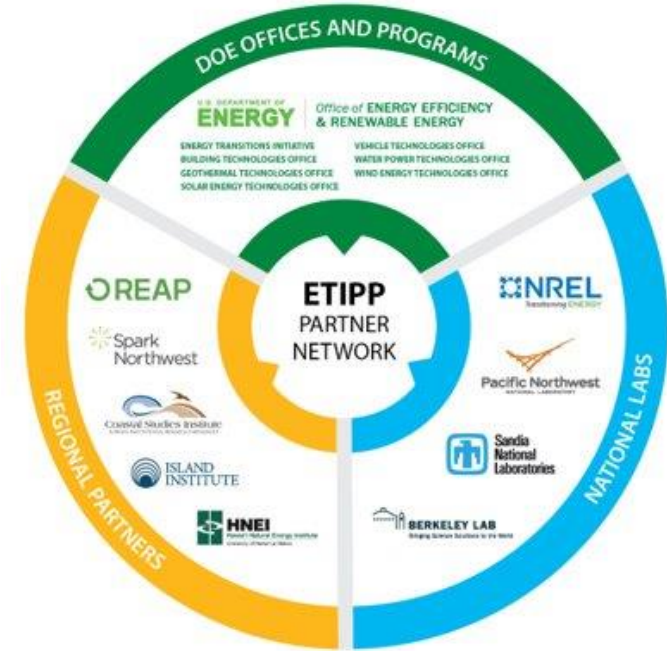 DOE OFFICES AND PROGRAMS
U.S. DEPARTMENT OF
ENERGY
Office of ENERGY EFFICIENCY
& RENEWABLE ENERGY
ENERGY TRANSITIONS INITIATIVE
BUILDING TECHNOLOGIES OFFICE
GEOTHERMAL TECHNOLOGIES OFFICE
SOLAR ENERGY TECHNOLOGIES OFFICE
VEHICLE TECHNOLOGIES OFFICE
WATER POWER TECHNOLOGIES OFFICE
WIND ENERGY TECHNOLOGIES OFFICE
ETIPP
PARTNER
NETWORK
REGIONAL PARTNERS
REAP
Spark
Northwest
Coastal Studies Institute
ISLAND
INSTITUTE
HNEI
Hawai'i Natural Energy Institute
NATIONAL LABS
NREL
Transforming ENERGY
Pacific Northwest
NATIONAL LABORATORY
Sandia
National
Laboratories
BERKELEY LAB
Bringing Science Solutions to the World